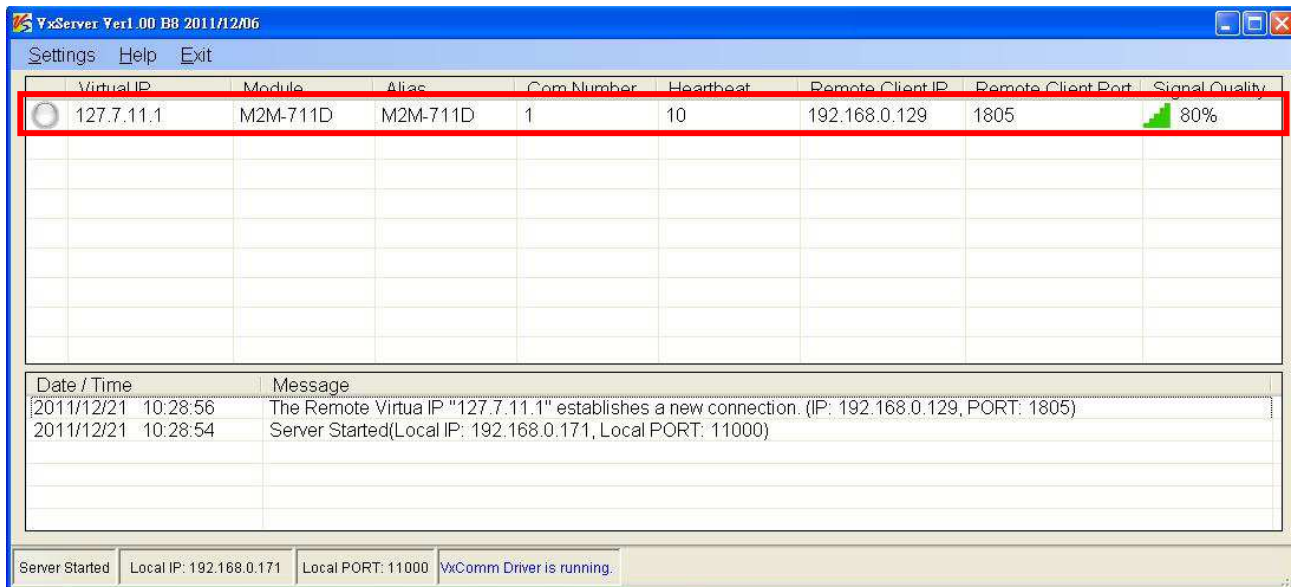 VxServer Ver1.00 B8 2011/12/06
Settings Help Exit
Virtual IP Module Alias Com Number Heartbeat Remote Client IP Remote Client Port Signal Quality
127.7.11.1 M2M-711D M2M-711D 1 10 192.168.0.129 1805 80%
Date / Time Message
2011/12/21 10:28:56 The Remote Virtua IP "127.7.11.1" establishes a new connection. (IP: 192.168.0.129, PORT: 1805)
2011/12/21 10:28:54 Server Started(Local IP: 192.168.0.171, Local PORT: 11000)
Server Started Local IP: 192.168.0.171 Local PORT: 11000 VxComm Driver is running.